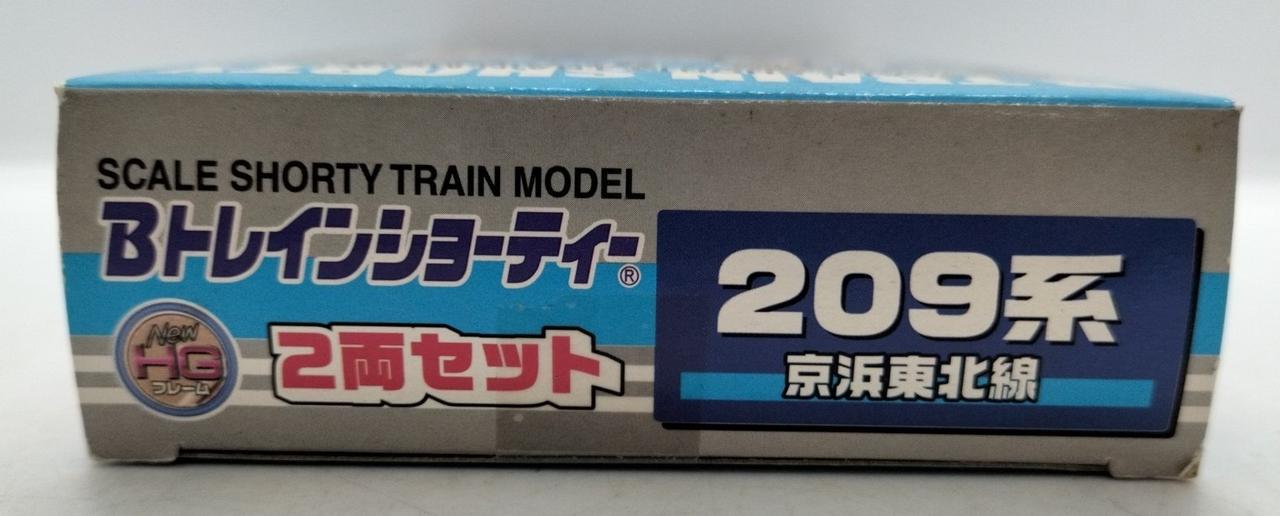 SCALE SHORTY TRAIN MODEL
Bトレインショーティー®
New
HG
フレーム
2両セット
209系
京浜東北線